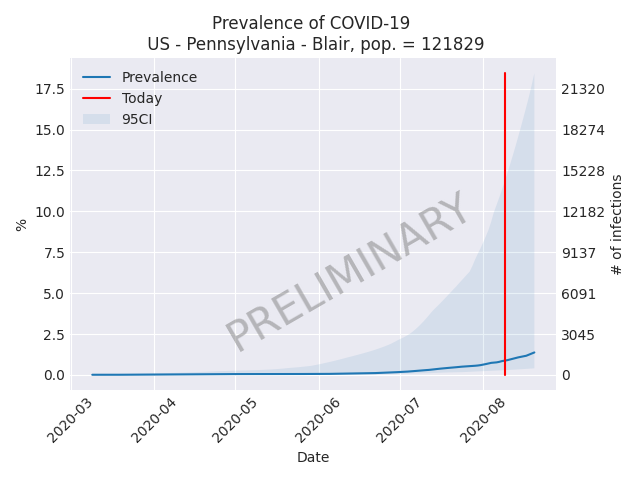 Prevalence of COVID-19
US - Pennsylvania - Blair, pop. = 121829
Prevalence
Today
95CI
17.5
15.0
12.5
10.0
7.5
5.0
2.5
0.0
%
21320
18274
15228
12182
9137
6091
3045
0
# of infections
PRELIMINARY
2020-03
2020-04
2020-05
2020-06
2020-07
2020-08
Date